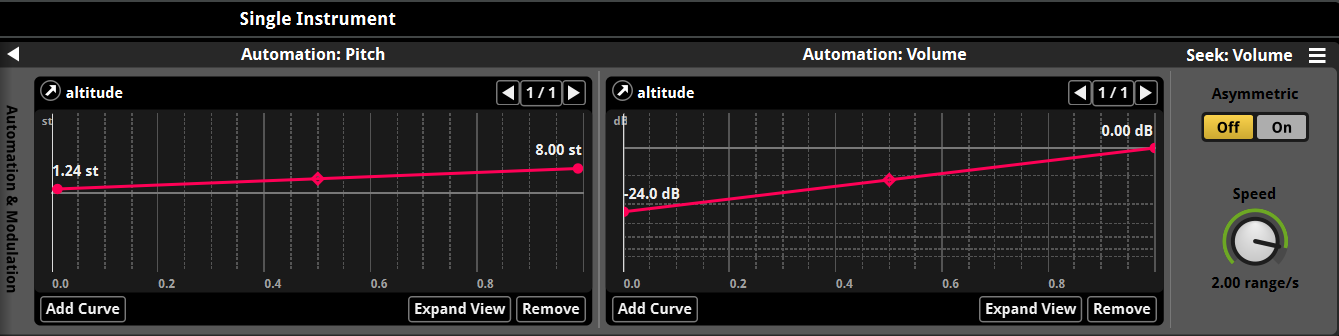 Single Instrument
Automation: Pitch
Automation: Volume
Seek: Volume
Automation & Modulation
altitude
1 / 1
st
1.24 st
8.00 st
0.0 0.2 0.4 0.6 0.8
Add Curve
Expand View
Remove
altitude
1 / 1
dB
-24.0 dB
0.00 dB
0.0 0.2 0.4 0.6 0.8
Add Curve
Expand View
Remove
Asymmetric
Off On
Speed
2.00 range/s